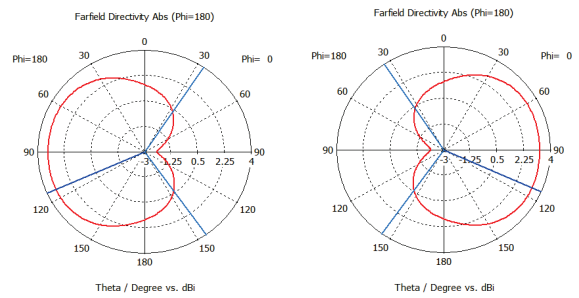 Farfield Directivity Abs (Phi=180)
0
30 30
Phi=180 Phi= 0
60 60
90 -3 -1.25 0.5 2.25 4 90
120 120
150 150
180
Theta / Degree vs. dBi
Farfield Directivity Abs (Phi=180)
0
30 30
Phi=180 Phi= 0
60 60
90 -3 -1.25 0.5 2.25 4 90
120 120
150 150
180
Theta / Degree vs. dBi